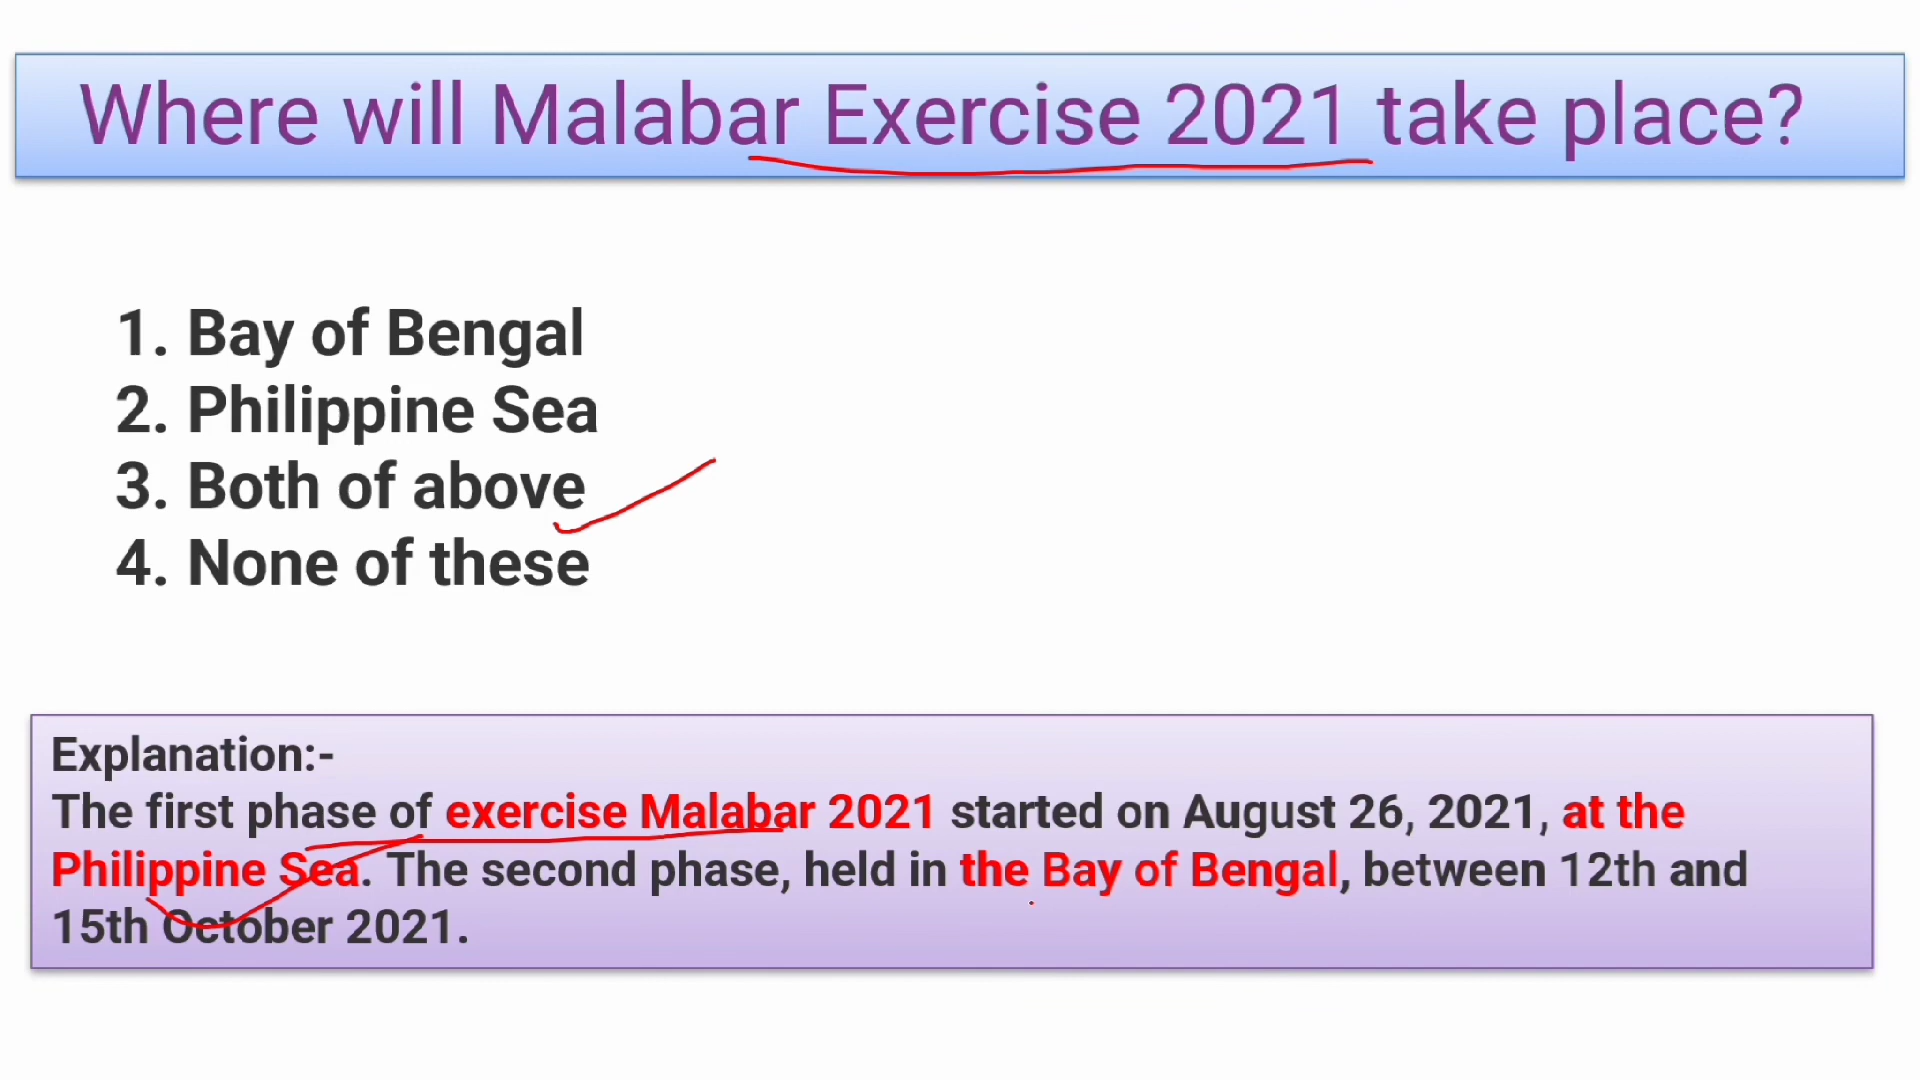 Where will Malabar Exercise 2021 take place?
1. Bay of Bengal
2. Philippine Sea
3. Both of above
4. None of these
Explanation:-
The first phase of exercise Malabar 2021 started on August 26, 2021, at the
Philippine Sea. The second phase, held in the Bay of Bengal, between 12th and
15th October 2021.